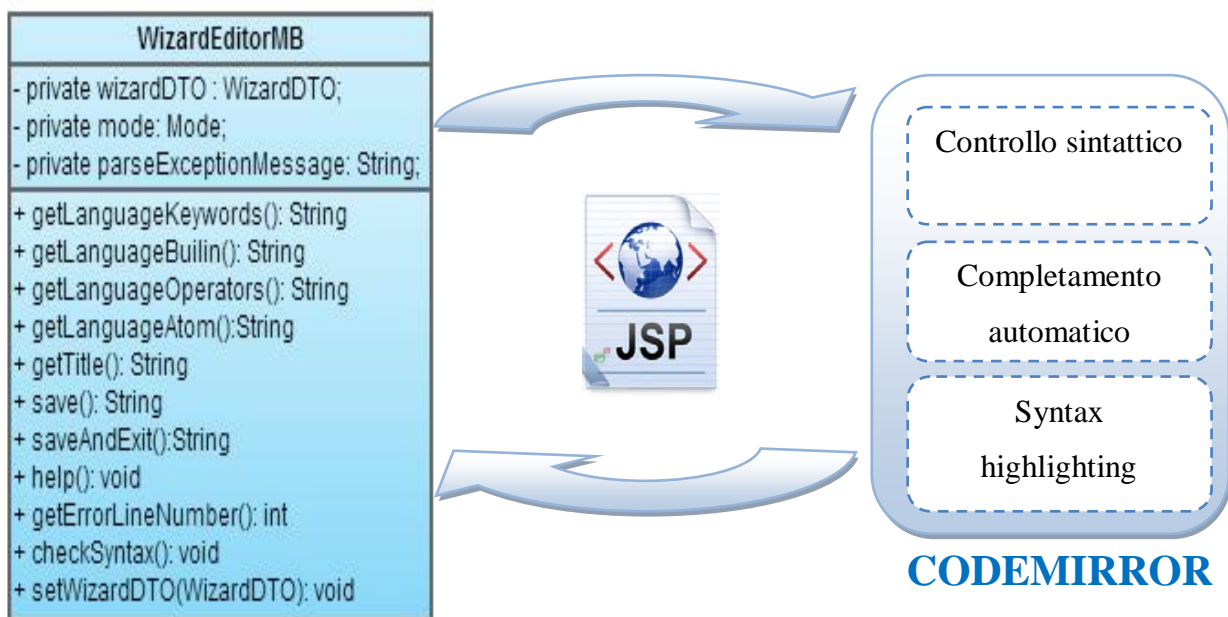 WizardEditorMB
- private wizardDTO : WizardDTO;
- private mode: Mode;
- private parseExceptionMessage: String;
+ getLanguageKeywords(): String
+ getLanguageBuilin(): String
+ getLanguageOperators(): String
+ getLanguageAtom():String
+ getTitle(): String
+ save(): String
+ saveAndExit():String
+ help(): void
+ getErrorLineNumber(): int
+ checkSyntax(): void
+ setWizardDTO(WizardDTO): void
< >
JSP
Controllo sintattico
Completamento
automatico
Syntax
highlighting
CODEMIRROR